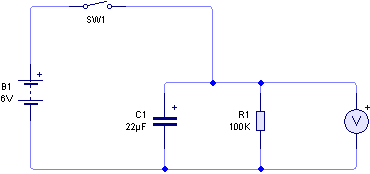 SW1
+
B1
6V
C1
+
22µF
R1
100K
+
V